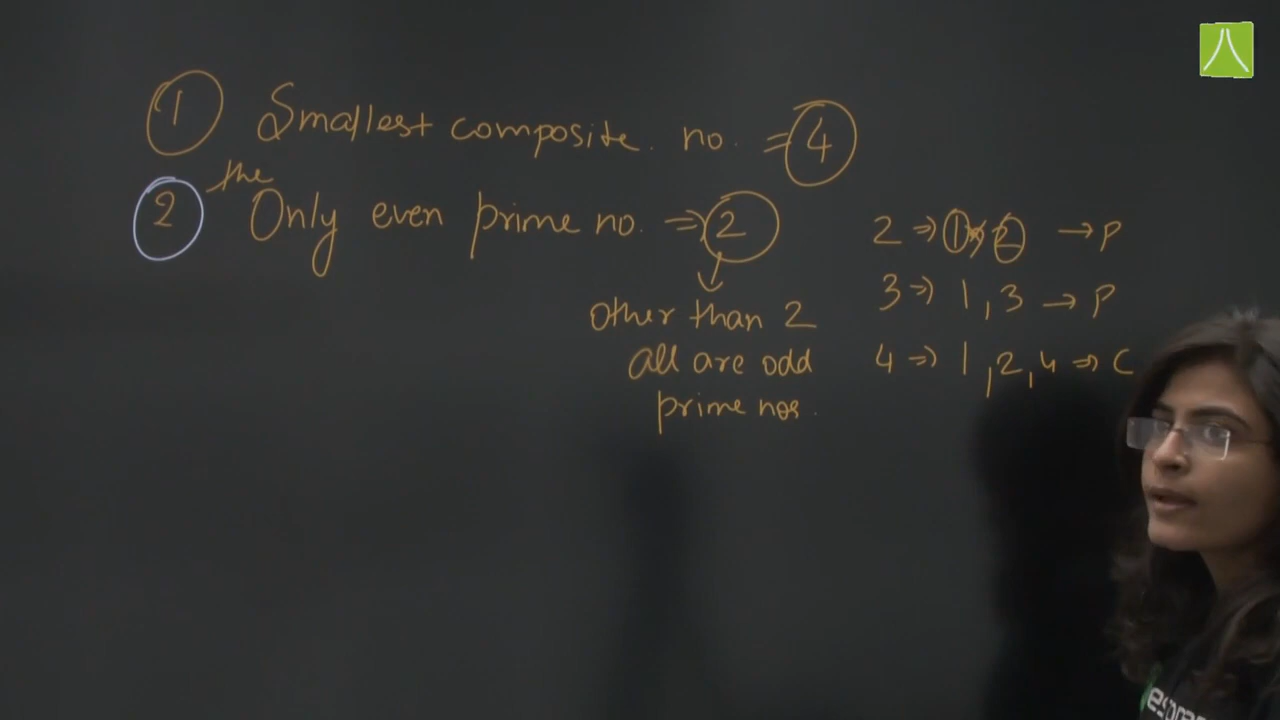 ① Smallest composite no. = 4
② the Only even prime no. ⇒ 2
other than 2
all are odd
prime nos.
2 ⇒ 1 × 2 → P
3 ⇒ 1, 3 → P
4 ⇒ 1, 2, 4 ⇒ C